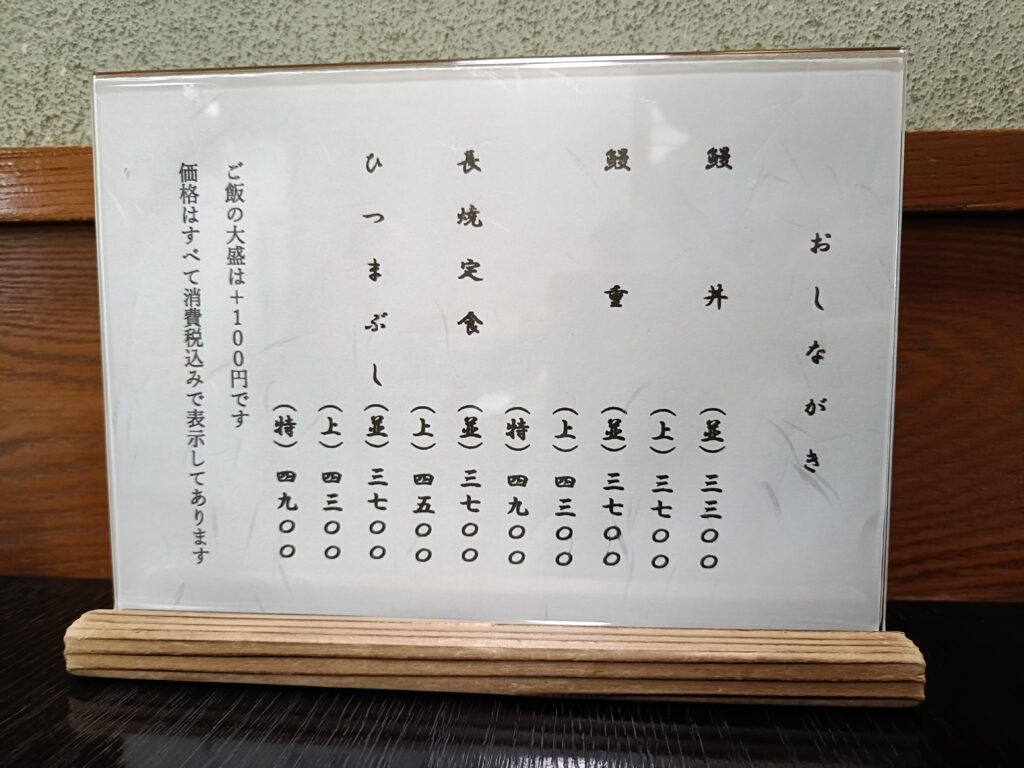 おしながき
鰻丼（並）三三〇〇
（上）三七〇〇
鰻重（並）三七〇〇
（上）四三〇〇
（特）四九〇〇
長焼定食（並）三七〇〇
（上）四五〇〇
ひつまぶし（並）三七〇〇
（上）四三〇〇
（特）四九〇〇
ご飯の大盛は＋１００円です
価格はすべて消費税込みで表示してあります